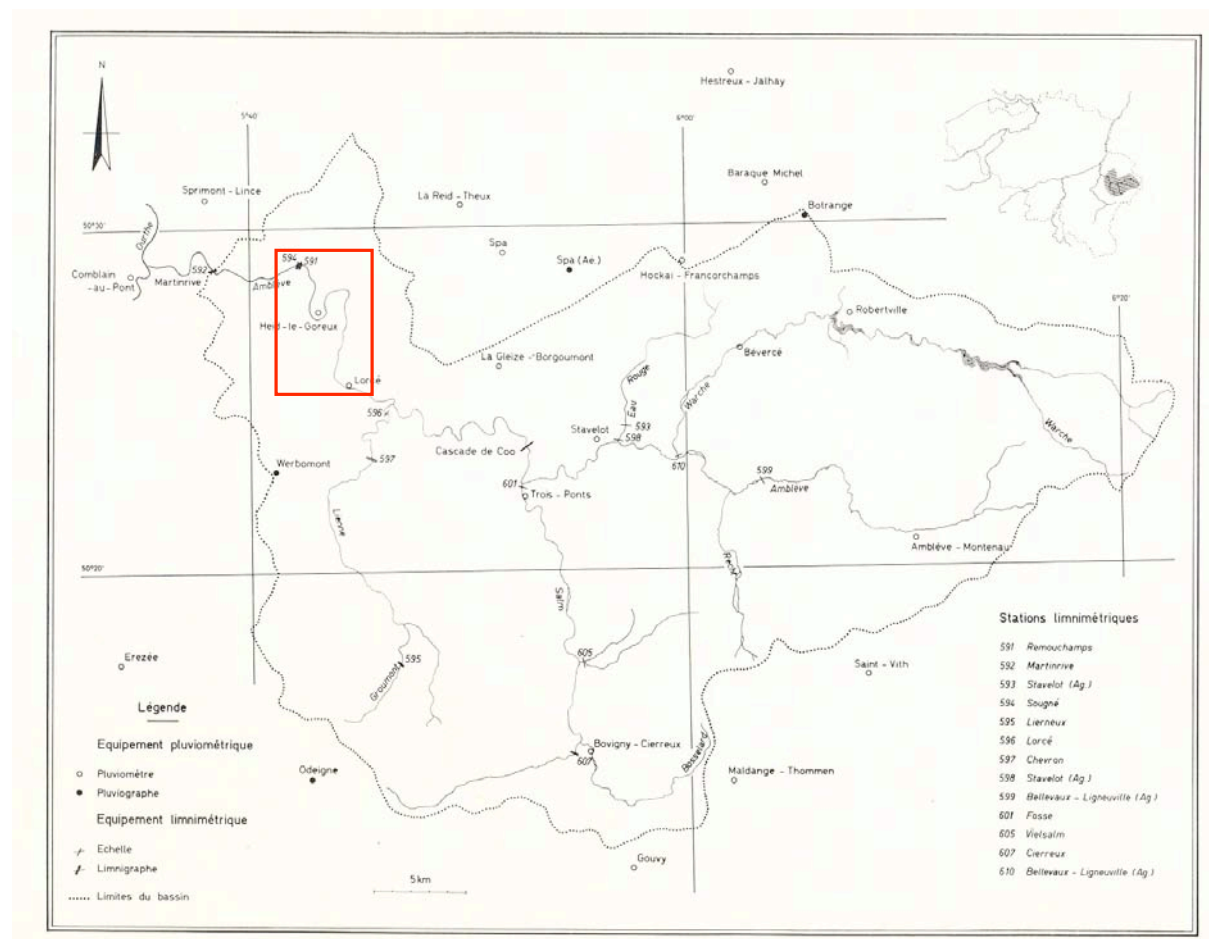 N
Hestreux - Jalhay
5°40'
6°00'
Baraque Michel
Sprimont - Lince
La Reid - Theux
Botrange
50°30'
Ourthe
Spa
Spa (Ae.)
Hockai - Francorchamps
594
591
592
Comblain
- au - Pont
Martinrive
Amblève
6°20'
Heid - le - Goreux
Robertville
La Gleize - Borgoumont
Bevercé
Rouge
Eau
Warche
Lorcé
596
593
598
Stavelot
Warche
Cascade de Coo
597
Werbomont
610
599
Amblève
601
Trois - Ponts
Lienne
Amblève - Montenau
Recht
50°20'
Salm
Stations limnimétriques
591 Remouchamps
592 Martinrive
593 Stavelot (Ag.)
594 Sougné
595 Lierneux
596 Lorcé
597 Chevron
598 Stavelot (Ag.)
599 Bellevaux - Ligneuville (Ag.)
601 Fosse
605 Vielsalm
607 Cierreux
610 Bellevaux - Ligneuville (Ag.)
Erezée
605
595
Groumont
Saint - Vith
Légende
Equipement pluviométrique
Pluviomètre
Pluviographe
Equipement limnimétrique
Echelle
Limnigraphe
Limites du bassin
Bovigny - Cierreux
607
Bosselard
Odeigne
Maldange - Thommen
Gouvy
5km